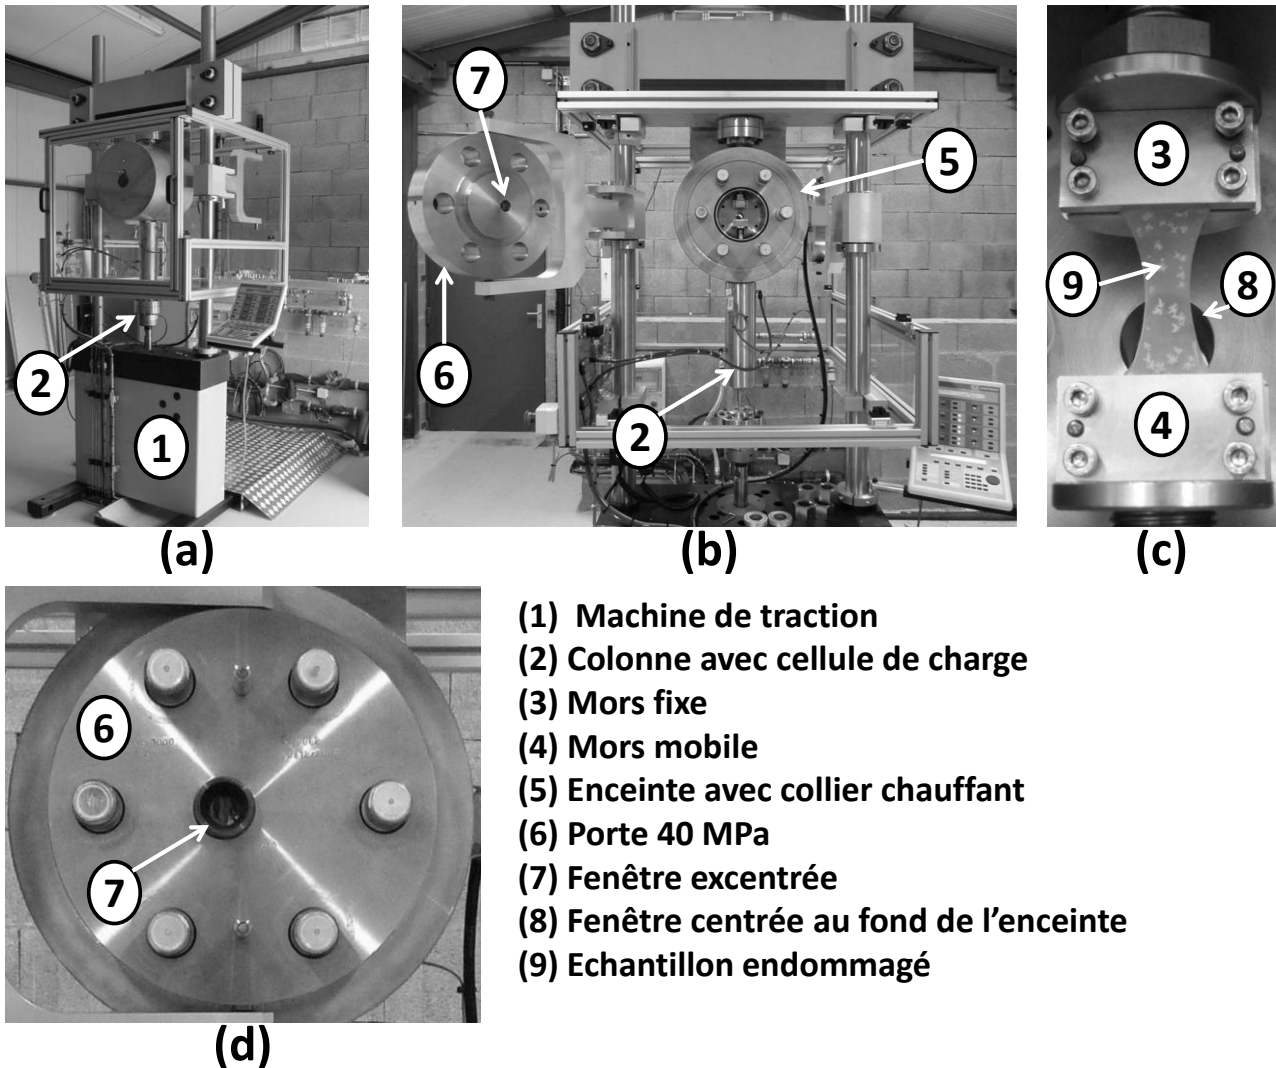 7
5
6
2
2
1
(a)
(b)
3
9
8
4
(c)
6
7
(d)
(1) Machine de traction
(2) Colonne avec cellule de charge
(3) Mors fixe
(4) Mors mobile
(5) Enceinte avec collier chauffant
(6) Porte 40 MPa
(7) Fenêtre excentrée
(8) Fenêtre centrée au fond de l’enceinte
(9) Echantillon endommagé